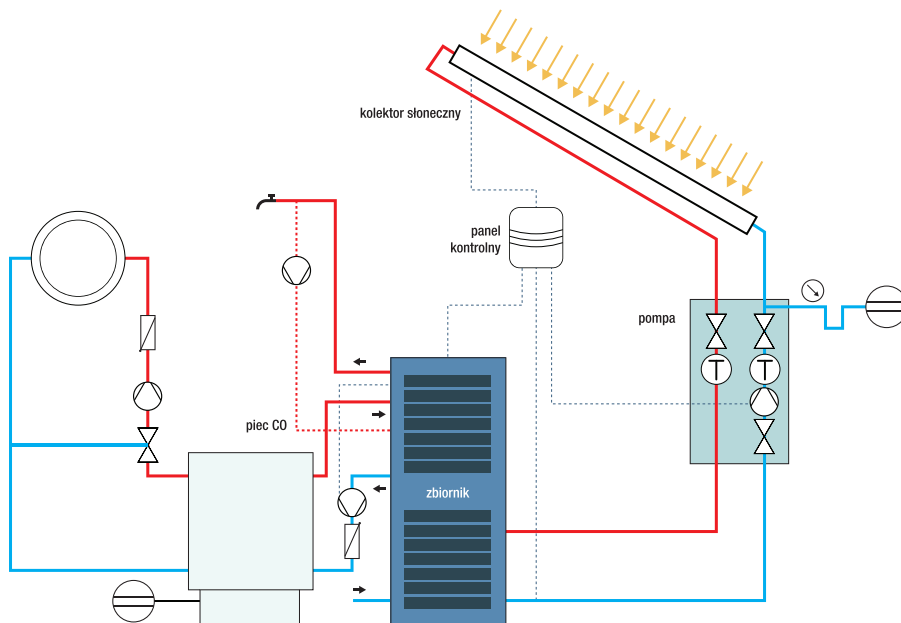 kolektor słoneczny
panel
kontrolny
pompa
piec CO
zbiornik
T
T